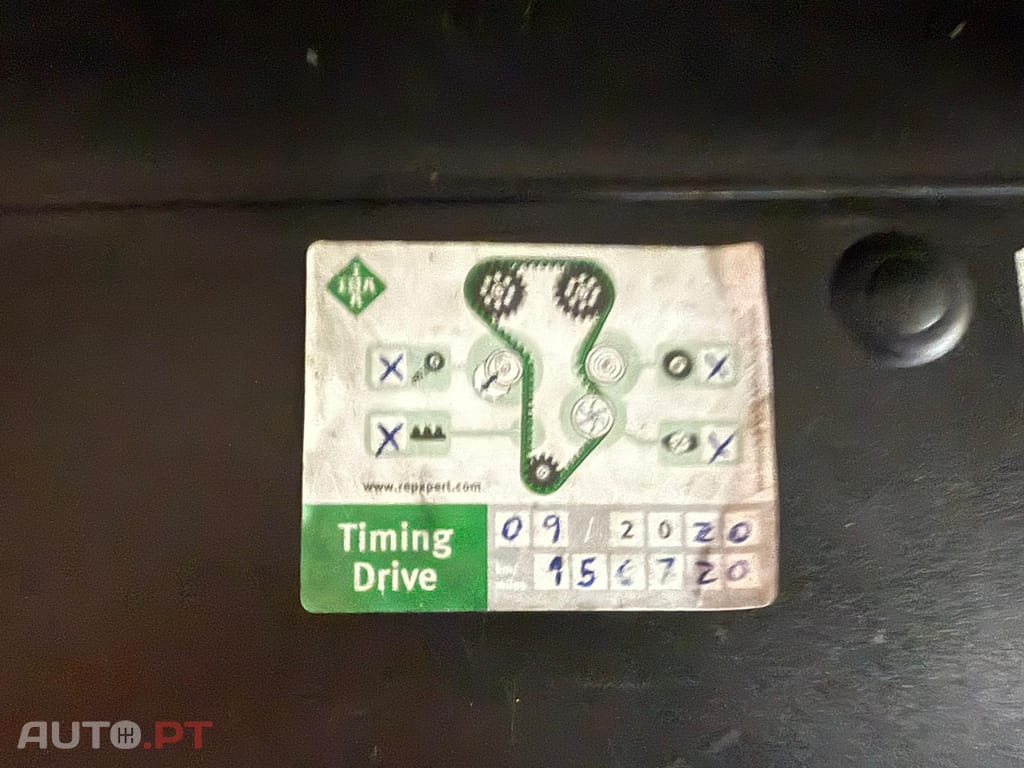 INA
X X
X X
www.repxpert.com
Timing 09 / 2020
Drive km/miles 156720
AUTO.PT